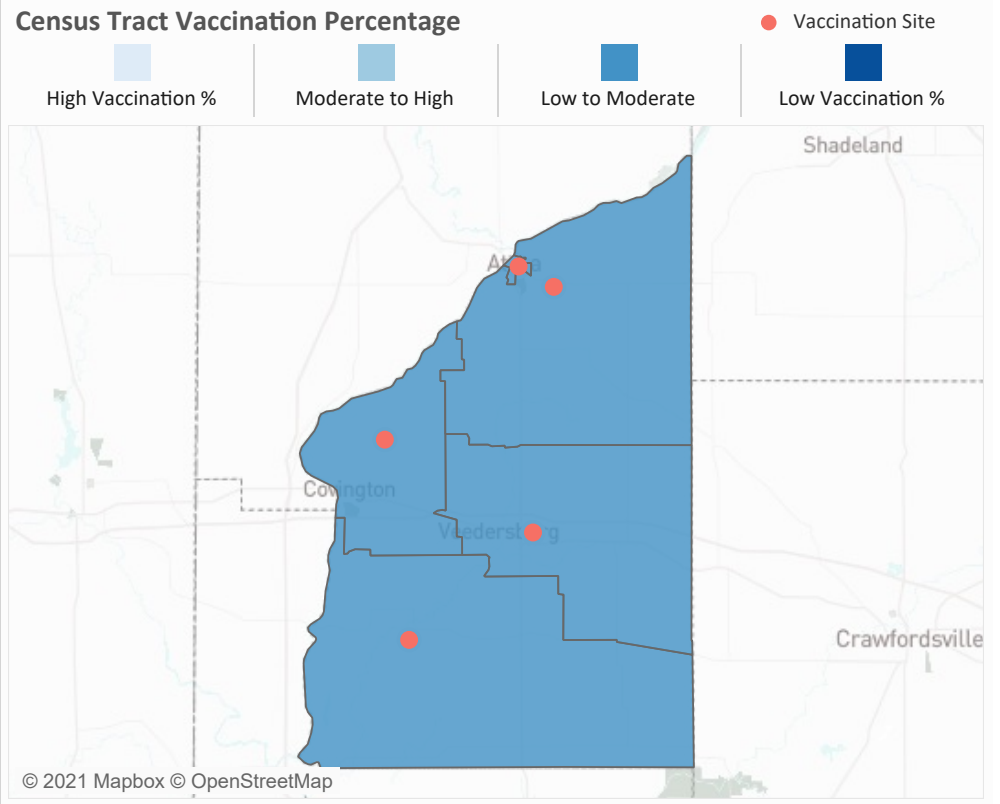 Census Tract Vaccination Percentage
Vaccination Site
High Vaccination %
Moderate to High
Low to Moderate
Low Vaccination %
Shadeland
Covington
Crawfordsville
© 2021 Mapbox © OpenStreetMap